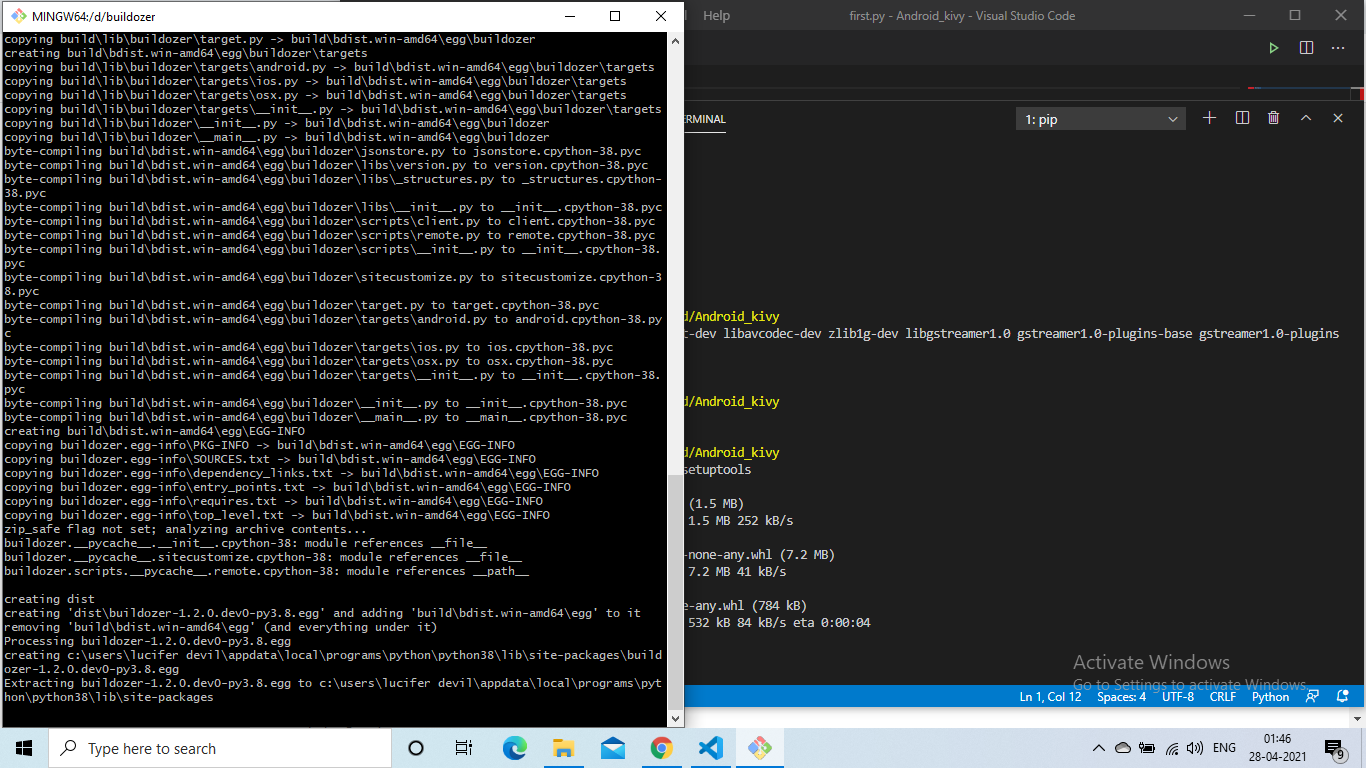 MINGW64:/d/buildozer
copying build\lib\buildozer\target.py -> build\bdist.win-amd64\egg\buildozer
creating build\bdist.win-amd64\egg\buildozer\targets
copying build\lib\buildozer\targets\android.py -> build\bdist.win-amd64\egg\buildozer\targets
copying build\lib\buildozer\targets\ios.py -> build\bdist.win-amd64\egg\buildozer\targets
copying build\lib\buildozer\targets\osx.py -> build\bdist.win-amd64\egg\buildozer\targets
copying build\lib\buildozer\targets\__init__.py -> build\bdist.win-amd64\egg\buildozer\targets
copying build\lib\buildozer\__init__.py -> build\bdist.win-amd64\egg\buildozer
copying build\lib\buildozer\__main__.py -> build\bdist.win-amd64\egg\buildozer
byte-compiling build\bdist.win-amd64\egg\buildozer\jsonstore.py to jsonstore.cpython-38.pyc
byte-compiling build\bdist.win-amd64\egg\buildozer\libs\version.py to version.cpython-38.pyc
byte-compiling build\bdist.win-amd64\egg\buildozer\libs\_structures.py to _structures.cpython-
38.pyc
byte-compiling build\bdist.win-amd64\egg\buildozer\libs\__init__.py to __init__.cpython-38.pyc
byte-compiling build\bdist.win-amd64\egg\buildozer\scripts\client.py to client.cpython-38.pyc
byte-compiling build\bdist.win-amd64\egg\buildozer\scripts\remote.py to remote.cpython-38.pyc
byte-compiling build\bdist.win-amd64\egg\buildozer\scripts\__init__.py to __init__.cpython-38.
pyc
byte-compiling build\bdist.win-amd64\egg\buildozer\sitecustomize.py to sitecustomize.cpython-3
8.pyc
byte-compiling build\bdist.win-amd64\egg\buildozer\target.py to target.cpython-38.pyc
byte-compiling build\bdist.win-amd64\egg\buildozer\targets\android.py to android.cpython-38.py
c
byte-compiling build\bdist.win-amd64\egg\buildozer\targets\ios.py to ios.cpython-38.pyc
byte-compiling build\bdist.win-amd64\egg\buildozer\targets\osx.py to osx.cpython-38.pyc
byte-compiling build\bdist.win-amd64\egg\buildozer\targets\__init__.py to __init__.cpython-38.
pyc
byte-compiling build\bdist.win-amd64\egg\buildozer\__init__.py to __init__.cpython-38.pyc
byte-compiling build\bdist.win-amd64\egg\buildozer\__main__.py to __main__.cpython-38.pyc
creating build\bdist.win-amd64\egg\EGG-INFO
copying buildozer.egg-info\PKG-INFO -> build\bdist.win-amd64\egg\EGG-INFO
copying buildozer.egg-info\SOURCES.txt -> build\bdist.win-amd64\egg\EGG-INFO
copying buildozer.egg-info\dependency_links.txt -> build\bdist.win-amd64\egg\EGG-INFO
copying buildozer.egg-info\entry_points.txt -> build\bdist.win-amd64\egg\EGG-INFO
copying buildozer.egg-info\requires.txt -> build\bdist.win-amd64\egg\EGG-INFO
copying buildozer.egg-info\top_level.txt -> build\bdist.win-amd64\egg\EGG-INFO
zip_safe flag not set; analyzing archive contents...
buildozer.__pycache__.__init__.cpython-38: module references __file__
buildozer.__pycache__.sitecustomize.cpython-38: module references __file__
buildozer.scripts.__pycache__.remote.cpython-38: module references __path__
creating dist
creating 'dist\buildozer-1.2.0.dev0-py3.8.egg' and adding 'build\bdist.win-amd64\egg' to it
removing 'build\bdist.win-amd64\egg' (and everything under it)
Processing buildozer-1.2.0.dev0-py3.8.egg
creating c:\users\lucifer devil\appdata\local\programs\python\python38\lib\site-packages\build
ozer-1.2.0.dev0-py3.8.egg
Extracting buildozer-1.2.0.dev0-py3.8.egg to c:\users\lucifer devil\appdata\local\programs\pyt
hon\python38\lib\site-packages
Help
first.py - Android_kivy - Visual Studio Code
ERMINAL
1: pip
d/Android_kivy
t-dev libavcodec-dev zlib1g-dev libgstreamer1.0 gstreamer1.0-plugins-base gstreamer1.0-plugins
d/Android_kivy
d/Android_kivy
setuptools
(1.5 MB)
1.5 MB 252 kB/s
-none-any.whl (7.2 MB)
7.2 MB 41 kB/s
e-any.whl (784 kB)
532 kB 84 kB/s eta 0:00:04
Activate Windows
Go to Settings to activate Windows.
Ln 1, Col 12 Spaces: 4 UTF-8 CRLF Python
Type here to search
ENG
01:46
28-04-2021
9